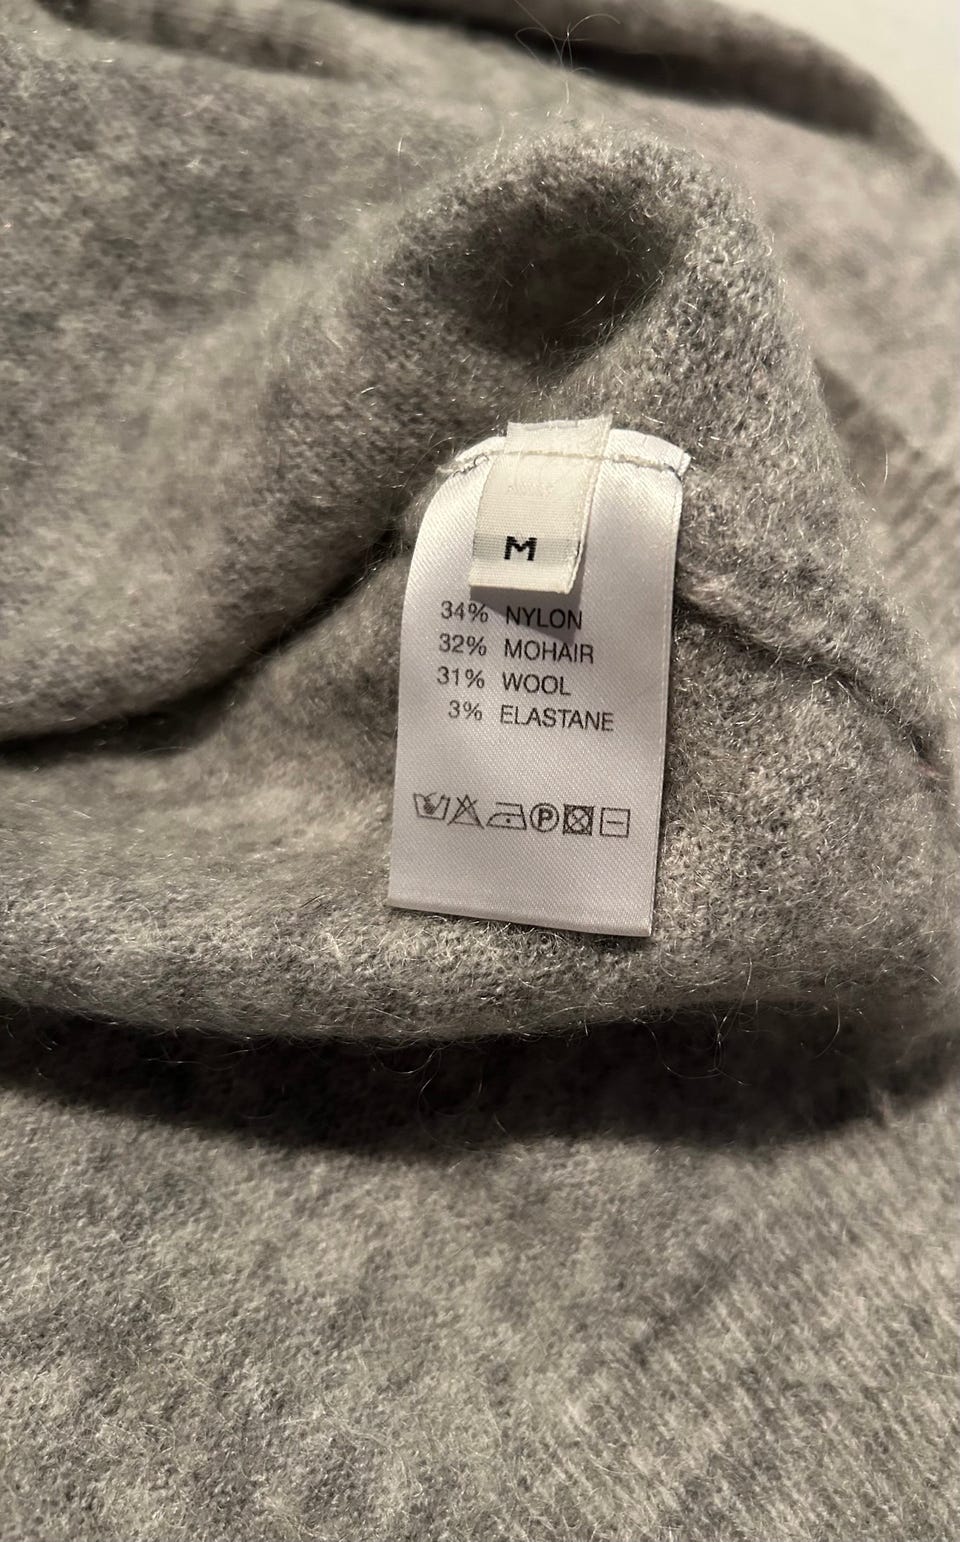 M
34% NYLON
32% MOHAIR
31% WOOL
3% ELASTANE
P